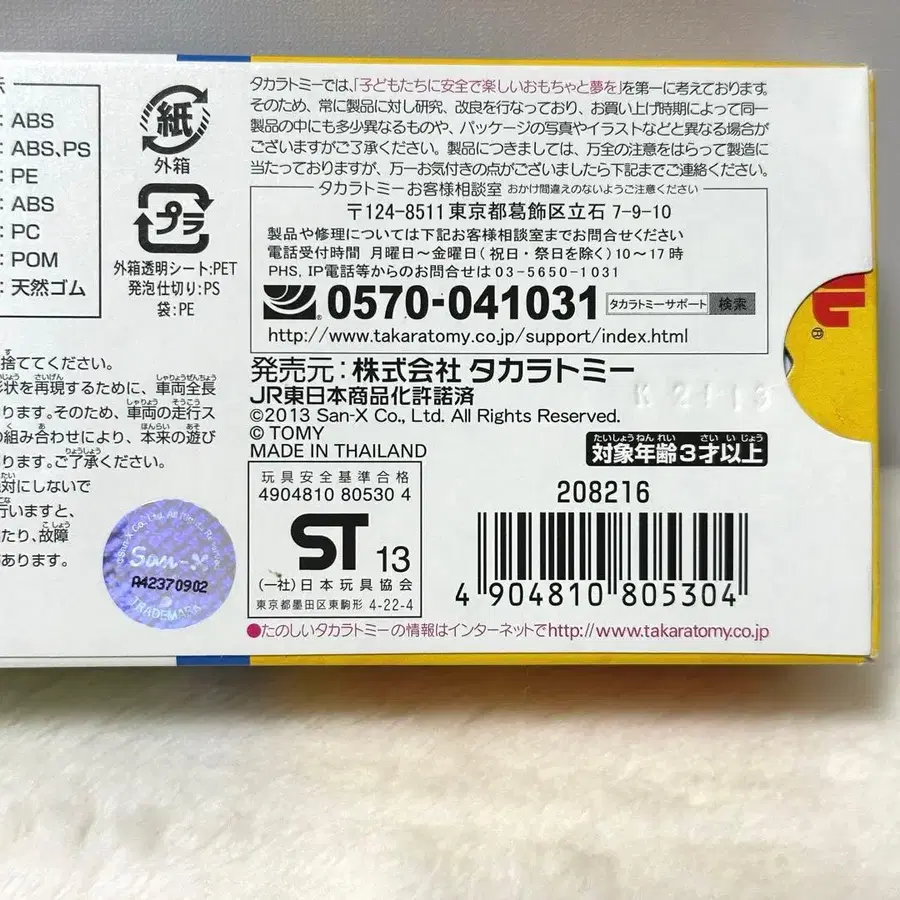 : ABS
: ABS、PS
: PE
: ABS
: PC
: POM
: 天然ゴム
紙
外箱
プラ
外箱透明シート:PET
発泡仕切り:PS
袋:PE
タカラトミーでは、「子どもたちに安全で楽しいおもちゃと夢を」を第一に考えております。
そのため、常に製品に対し研究、改良を行なっており、お買い上げ時期によって同一
製品の中にも多少異なるものや、パッケージの写真やイラストなどと異なる場合が
ございますがご了承ください。製品につきましては、万全の注意をはらって製造に
当たっておりますが、万一お気付きの点がございましたら下記までご連絡ください。
タカラトミーお客様相談室 おかけ間違えのないようご注意ください
〒124-8511 東京都葛飾区立石 7-9-10
製品や修理については下記お客様相談室までお問合せください
電話受付時間 月曜日〜金曜日(祝日・祭日を除く)10〜17時
PHS, IP電話等からのお問合せは 03-5650-1031
0570-041031 タカラトミーサポート 検索
http://www.takaratomy.co.jp/support/index.html
発売元:株式会社 タカラトミー
JR東日本商品化許諾済
©2013 San-X Co., Ltd. All Rights Reserved.
© TOMY
MADE IN THAILAND
対象年齢3才以上
たいしょうねんれい さいいじょう
ル®
捨ててください。
形状を再現するために、車両全長
ります。そのため、車両の走行ス
の組み合わせにより、本来の遊び
ります。ご了承ください。
対にしないで
行いますと、
たり、故障
があります。
©San-X Co., Ltd. All
San-X
A42370902
TRADEMARK
玩具安全基準合格
4904810 80530 4
ST 13
(一社)日本玩具協会
東京都墨田区東駒形 4-22-4
208216
4 904810 805304
●たのしいタカラトミーの情報はインターネットでhttp://www.takaratomy.co.jp